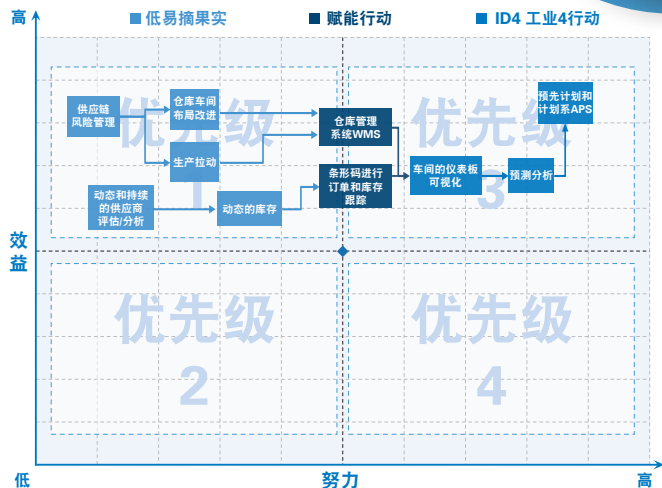 高
低易摘果实
赋能行动
ID4 工业4行动
优先级
1
优先级
3
供应链
风险管理
仓库车间
布局改进
生产拉动
动态和持续
的供应商
评估/分析
动态的库存
仓库管理
系统WMS
条形码进行
订单和库存
跟踪
车间的仪表板
可视化
预测分析
预先计划和
计划系APS
效
益
优先级
2
优先级
4
低
努力
高